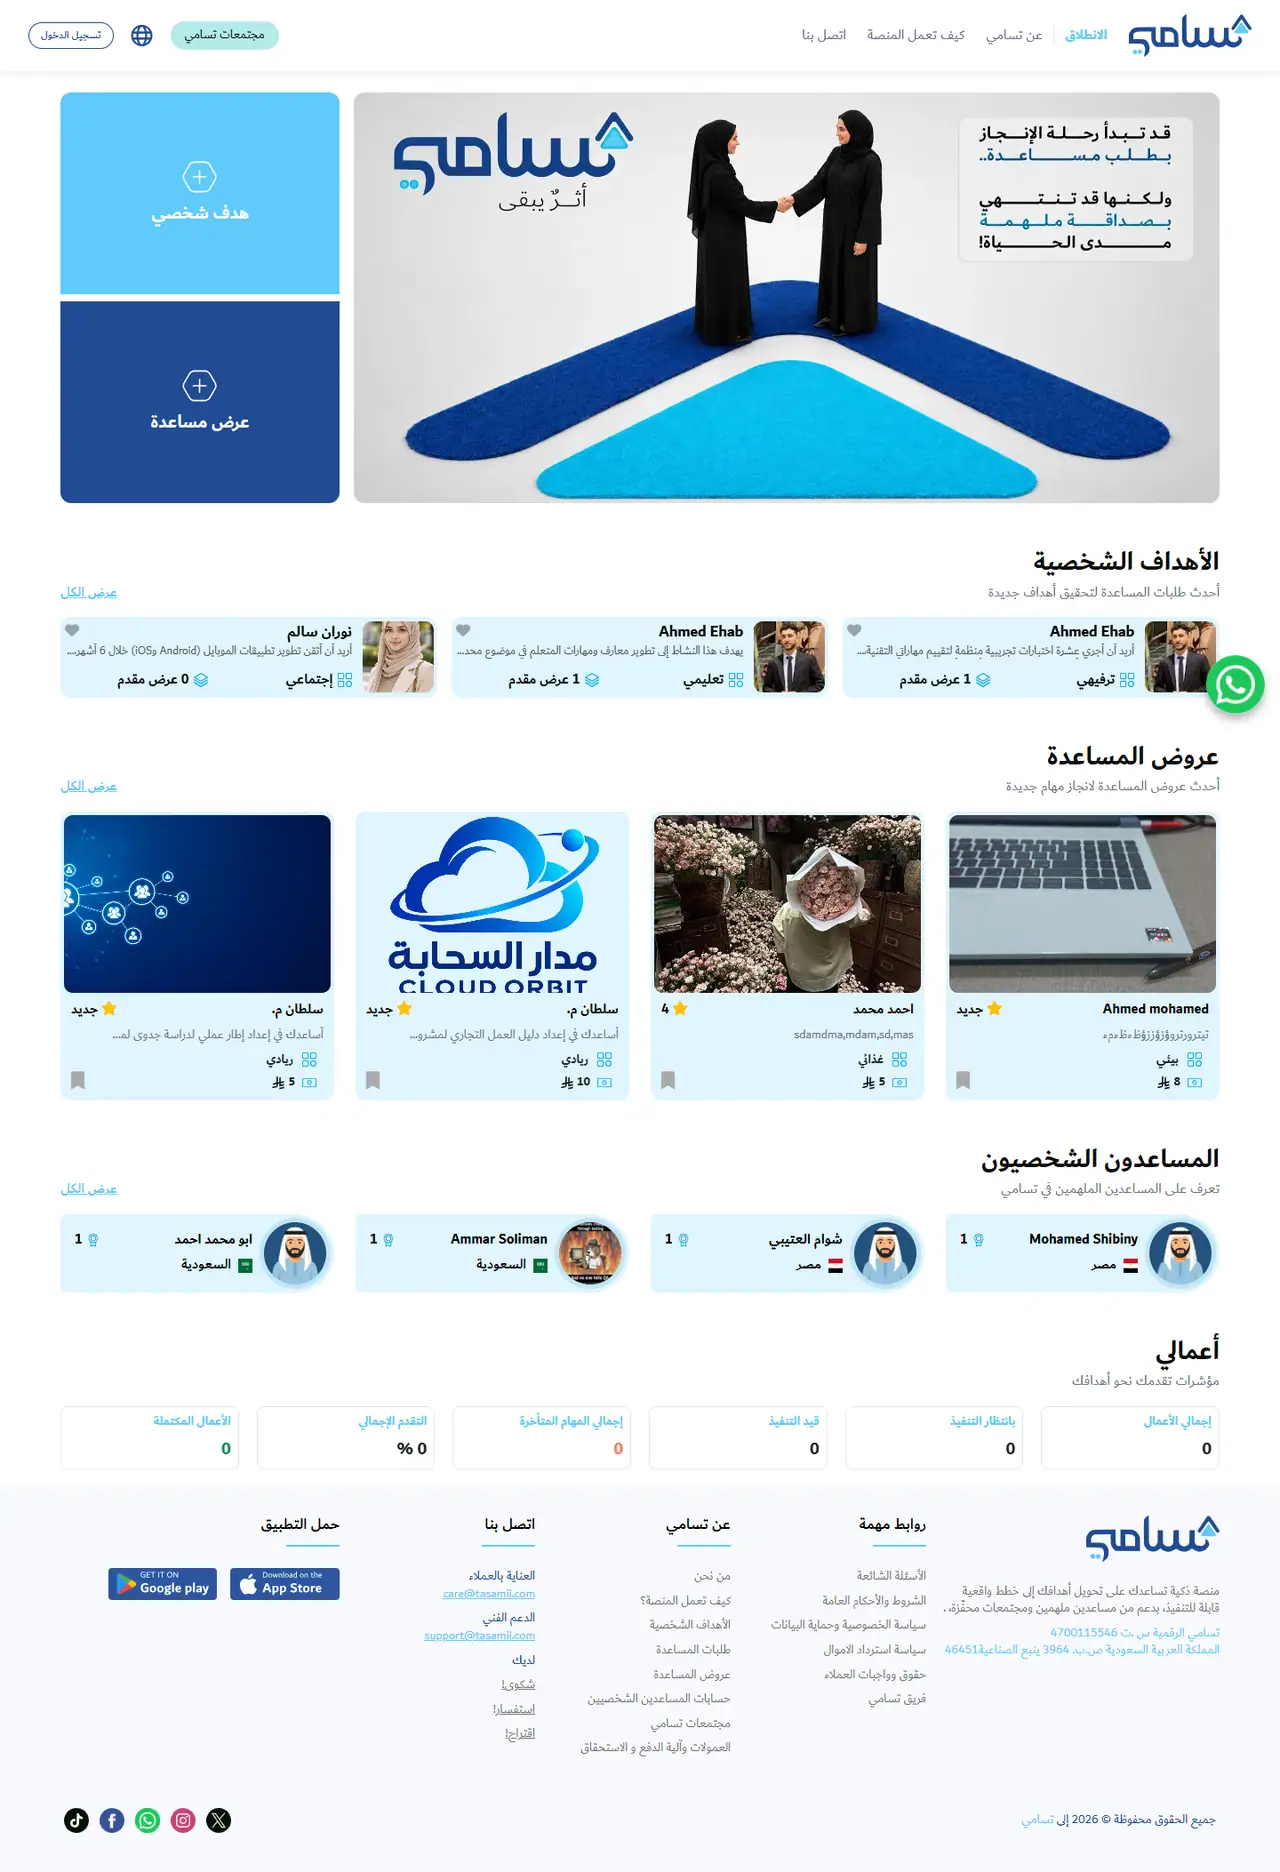 تسامي
الانطلاق
عن تسامي
كيف تعمل المنصة
اتصل بنا
مجتمعات تسامي
تسجيل الدخول
قد تبدأ رحلة الإنجاز
بطلب مساعدة..
ولكنها قد تنتهي
بصداقة ملهمة
مدى الحياة!
تسامي
أثرٌ يبقى
هدف شخصي
عرض مساعدة
الأهداف الشخصية
أحدث طلبات المساعدة لتحقيق أهداف جديدة
عرض الكل
Ahmed Ehab
أريد أن أجري عشرة اختبارات تجريبية منظمة لتقييم مهاراتي التقنية...
ترفيهي
1 عرض مقدم
Ahmed Ehab
يهدف هذا النشاط إلى تطوير معارف ومهارات المتعلم في موضوع محد...
تعليمي
1 عرض مقدم
نوران سالم
أريد أن أتقن تطوير تطبيقات الموبايل (Android وiOS) خلال 6 أشهر...
إجتماعي
0 عرض مقدم
عروض المساعدة
أحدث عروض المساعدة لانجاز مهام جديدة
عرض الكل
Ahmed mohamed
جديد
بيئي
8
احمد محمد
4
sdamdma,mdam,sd,mas
غذائي
5
مدار السحابة
CLOUD ORBIT
سلطان م.
جديد
أساعدك في إعداد دليل العمل التجاري لمشرو...
ريادي
10
سلطان م.
جديد
أساعدك في إعداد إطار عملي لدراسة جدوى لمـ...
ريادي
5
المساعدون الشخصيون
تعرف على المساعدين الملهمين في تسامي
عرض الكل
Mohamed Shibiny
1
مصر
شوام العتيبي
1
مصر
Ammar Soliman
1
السعودية
ابو محمد احمد
1
السعودية
أعمالي
مؤشرات تقدمك نحو أهدافك
إجمالي الأعمال
0
بانتظار التنفيذ
0
قيد التنفيذ
0
إجمالي المهام المتأخرة
0
التقدم الإجمالي
0 %
الأعمال المكتملة
0
تسامي
منصة ذكية تساعدك على تحويل أهدافك إلى خطط واقعية
قابلة للتنفيذ، بدعم من مساعدين ملهمين ومجتمعات محفّزة، .
تسامي الرقمية س .ت 4700115546
المملكة العربية السعودية ص.ب. 3964 ينبع الصناعية46451
روابط مهمة
الأسئلة الشائعة
الشروط والأحكام العامة
سياسة الخصوصية وحماية البيانات
سياسة استرداد الاموال
حقوق وواجبات العملاء
فريق تسامي
عن تسامي
من نحن
كيف تعمل المنصة؟
الأهداف الشخصية
طلبات المساعدة
عروض المساعدة
حسابات المساعدين الشخصيين
مجتمعات تسامي
العمولات وآلية الدفع و الاستحقاق
اتصل بنا
العناية بالعملاء
care@tasamii.com
الدعم الفني
support@tasamii.com
لديك
شكوى!
استفسار!
اقتراح!
حمل التطبيق
Download on the
App Store
GET IT ON
Google play
جميع الحقوق محفوظة © 2026 إلى تسامي